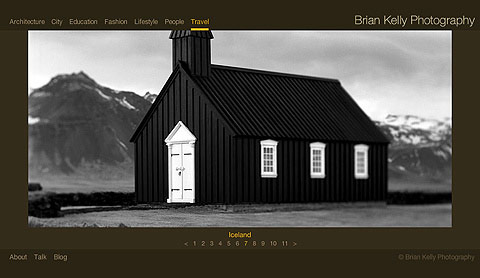 Architecture City Education Fashion Lifestyle People Travel Brian Kelly Photography
Iceland
< 1 2 3 4 5 6 7 8 9 10 11 >
About Talk Blog © Brian Kelly Photography